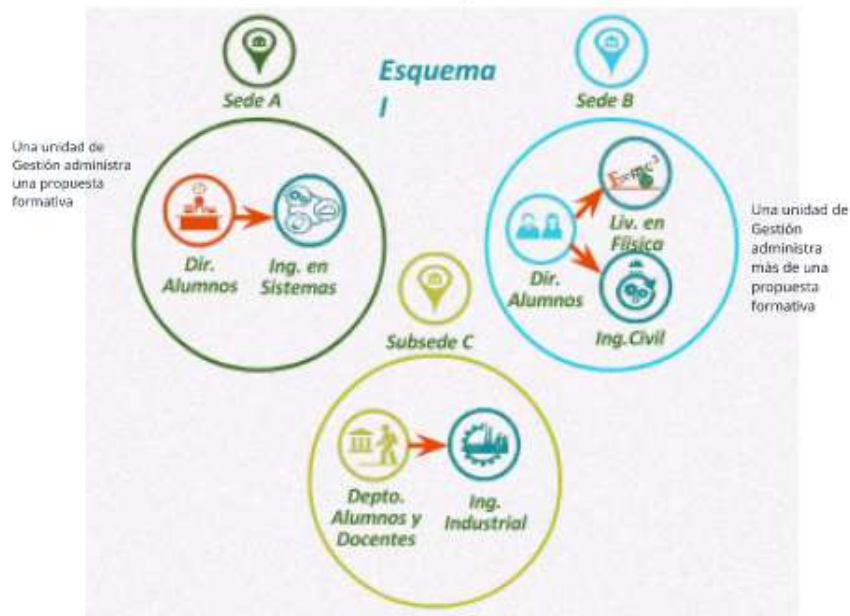 Esquema
I
Sede A
Sede B
Una unidad de
Gestión administra
una propuesta
formativa
Dir.
Alumnos
Ing. en
Sistemas
Liv. en
Fíisica
Dir.
Alumnos
Ing.Civil
Una unidad de
Gestión
administra
más de una
propuesta
formativa
Subsede C
Depto.
Alumnos y
Docentes
Ing.
Industrial